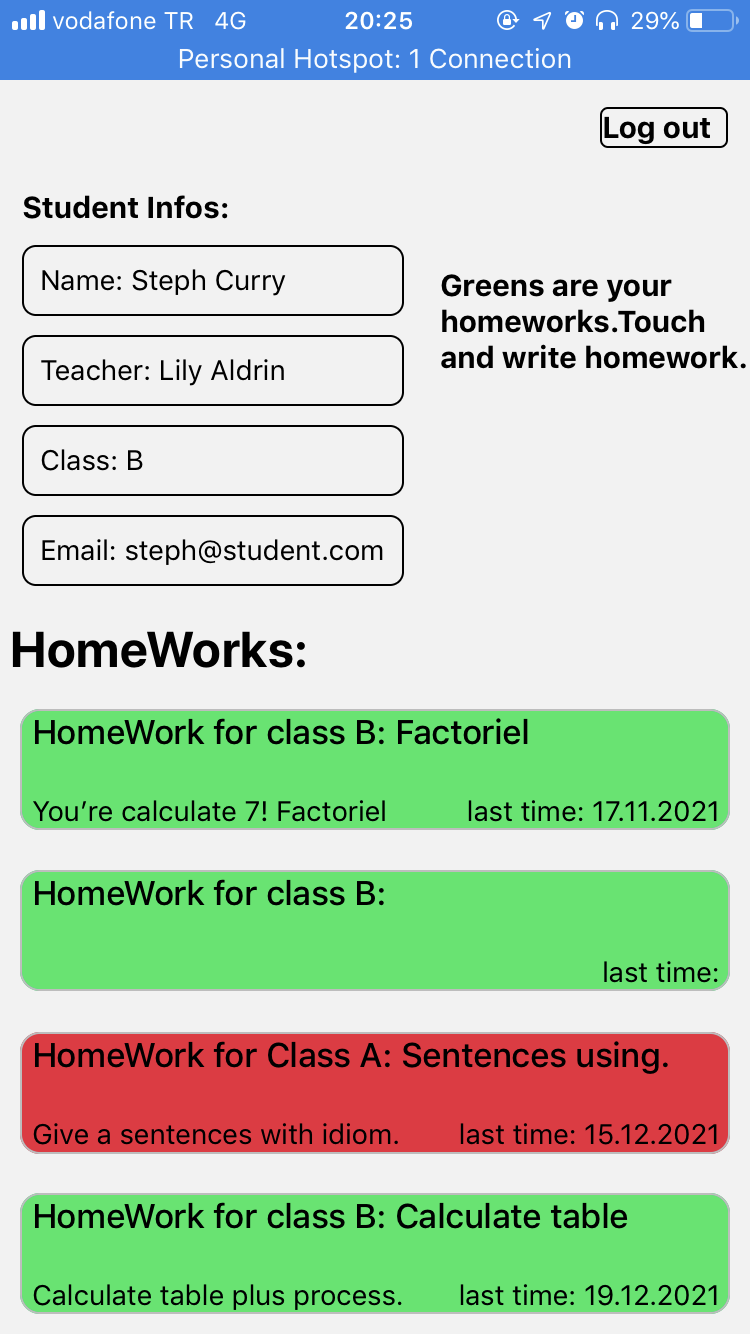 vodafone TR 4G 20:25 29%
Personal Hotspot: 1 Connection
Log out
Student Infos:
Name: Steph Curry
Teacher: Lily Aldrin
Class: B
Email: steph@student.com
Greens are your
homeworks.Touch
and write homework.
HomeWorks:
HomeWork for class B: Factoriel
You’re calculate 7! Factoriel last time: 17.11.2021
HomeWork for class B:
last time:
HomeWork for Class A: Sentences using.
Give a sentences with idiom. last time: 15.12.2021
HomeWork for class B: Calculate table
Calculate table plus process. last time: 19.12.2021